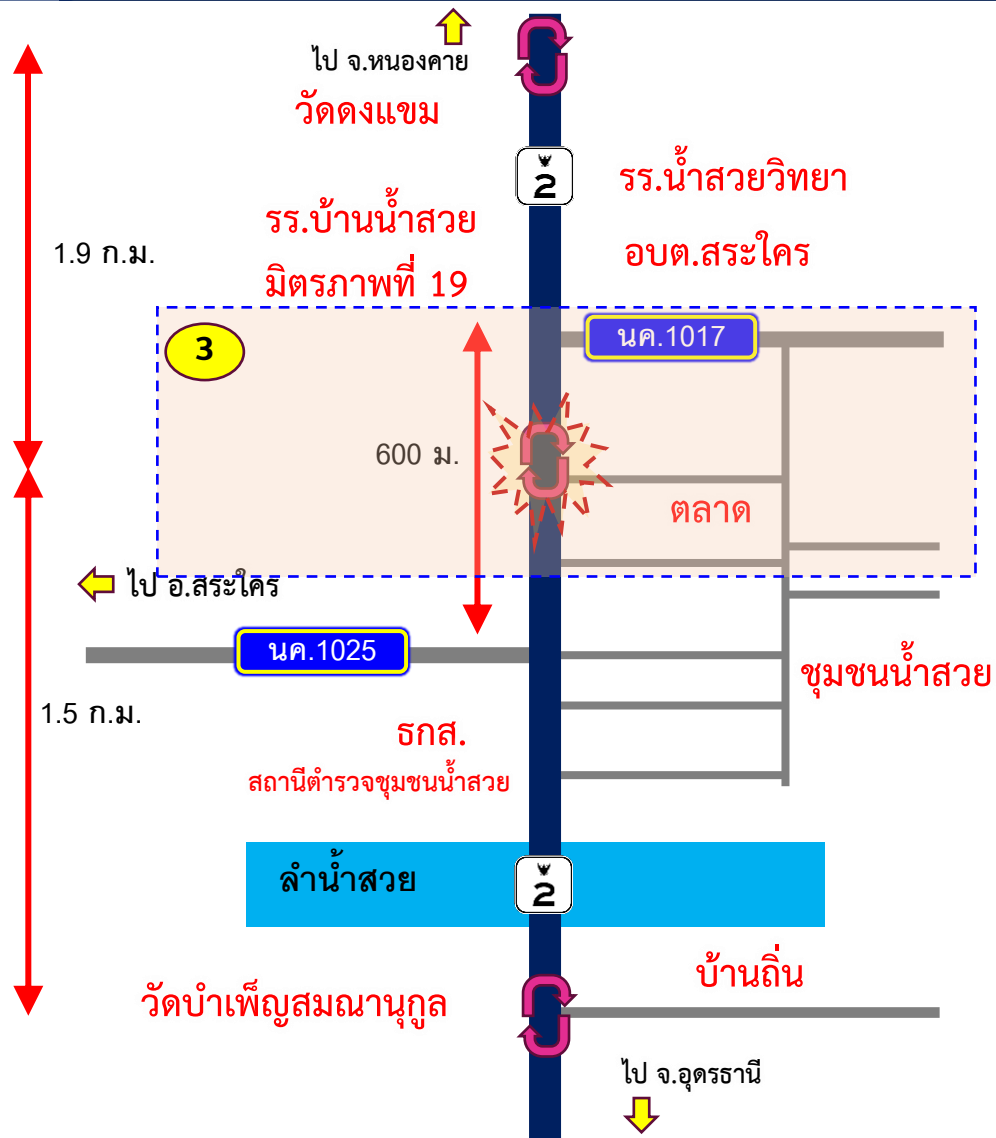 ไป จ.หนองคาย
วัดดงแขม
2
รร.น้ำสวยวิทยา
รร.บ้านน้ำสวย
มิตรภาพที่ 19
อบต.สระใคร
1.9 ก.ม.
3
นค.1017
600 ม.
ตลาด
ไป อ.สระใคร
นค.1025
ชุมชนน้ำสวย
1.5 ก.ม.
ธกส.
สถานีตำรวจชุมชนน้ำสวย
ลำน้ำสวย
2
บ้านถิ่น
วัดบำเพ็ญสมณานุกูล
ไป จ.อุดรธานี